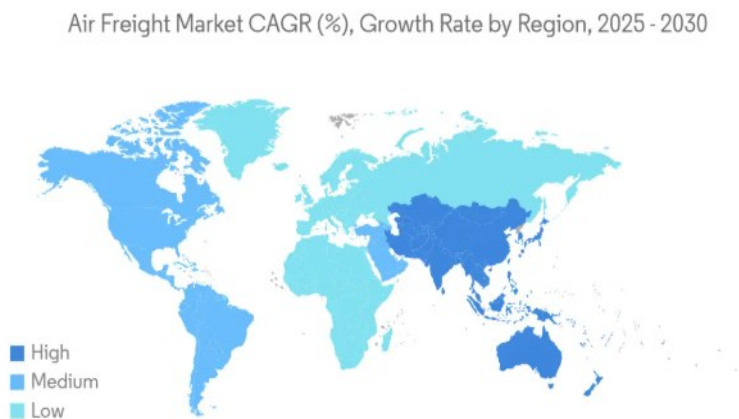 Air Freight Market CAGR (%), Growth Rate by Region, 2025 - 2030
High
Medium
Low